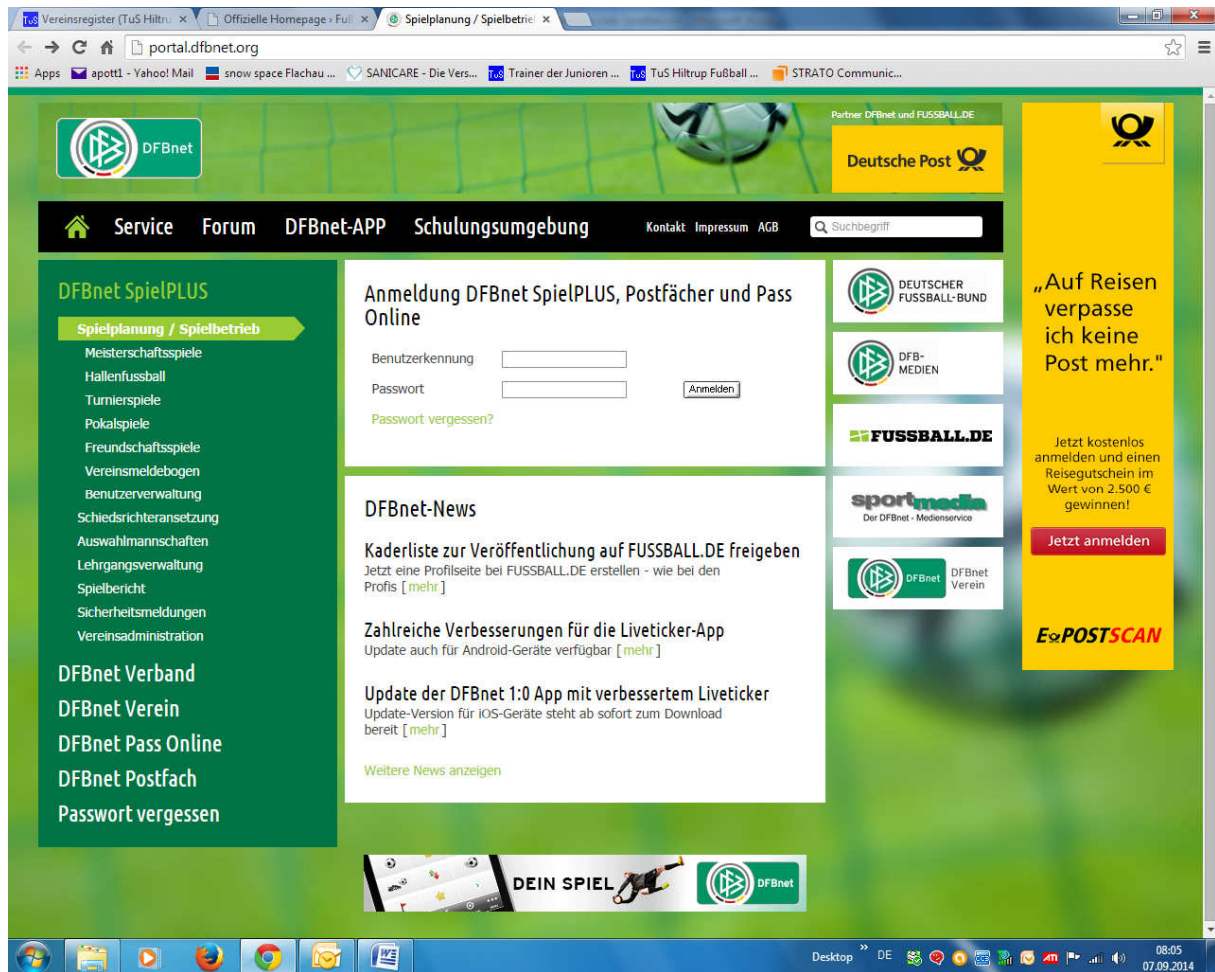 Vereinsregister (TuS Hiltru
Offizielle Homepage › Fuß
Spielplanung / Spielbetrieb
portal.dfbnet.org
Apps
apott1 - Yahoo! Mail
snow space Flachau ...
SANICARE - Die Vers...
Trainer der Junioren ...
TuS Hiltrup Fußball ...
STRATO Communic...
DFBnet
Partner DFBnet und FUSSBALL.DE
Deutsche Post
Service Forum DFBnet-APP Schulungsumgebung Kontakt Impressum AGB Suchbegriff
DFBnet SpielPLUS
Spielplanung / Spielbetrieb
Meisterschaftsspiele
Hallenfussball
Turnierspiele
Pokalspiele
Freundschaftsspiele
Vereinsmeldebogen
Benutzerverwaltung
Schiedsrichteransetzung
Auswahlmannschaften
Lehrgangsverwaltung
Spielbericht
Sicherheitsmeldungen
Vereinsadministration
DFBnet Verband
DFBnet Verein
DFBnet Pass Online
DFBnet Postfach
Passwort vergessen
Anmeldung DFBnet SpielPLUS, Postfächer und Pass
Online
Benutzerkennung
Passwort
Anmelden
Passwort vergessen?
DFBnet-News
Kaderliste zur Veröffentlichung auf FUSSBALL.DE freigeben
Jetzt eine Profilseite bei FUSSBALL.DE erstellen - wie bei den
Profis [ mehr ]
Zahlreiche Verbesserungen für die Liveticker-App
Update auch für Android-Geräte verfügbar [ mehr ]
Update der DFBnet 1:0 App mit verbessertem Liveticker
Update-Version für iOS-Geräte steht ab sofort zum Download
bereit [ mehr ]
Weitere News anzeigen
DEUTSCHER
FUSSBALL-BUND
DFB-
MEDIEN
FUSSBALL.DE
sportmedia
Der DFBnet - Medienservice
DFBnet
DFBnet
Verein
„Auf Reisen
verpasse
ich keine
Post mehr."
Jetzt kostenlos
anmelden und einen
Reisegutschein im
Wert von 2.500 €
gewinnen!
Jetzt anmelden
E-POSTSCAN
DEIN SPIEL
DFBnet
Desktop
DE
08:05
07.09.2014